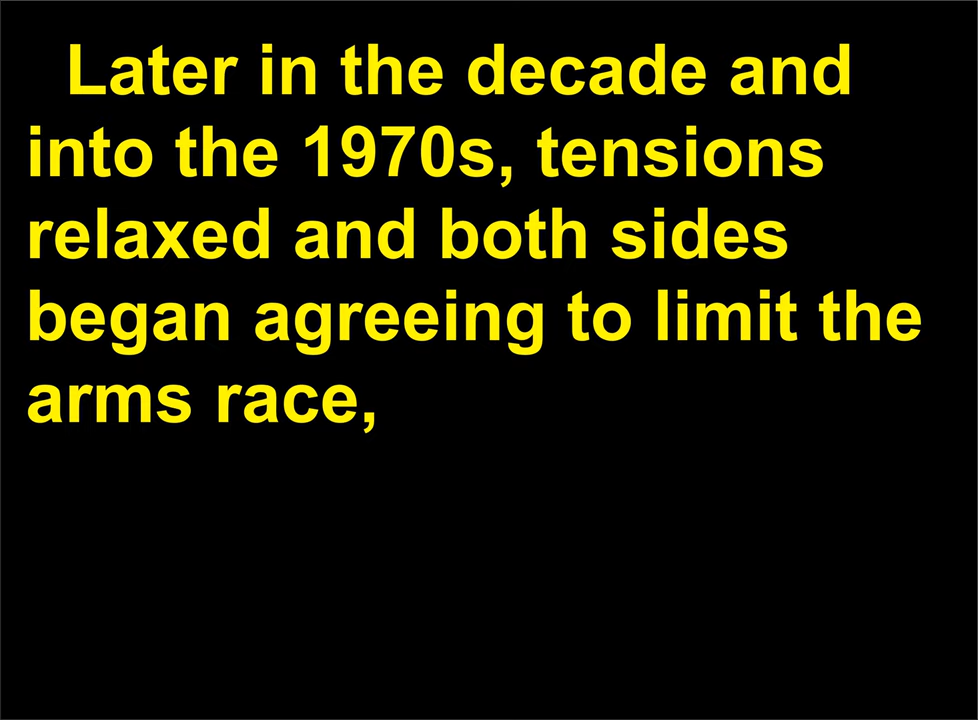 Later in the decade and
into the 1970s, tensions
relaxed and both sides
began agreeing to limit the
arms race,